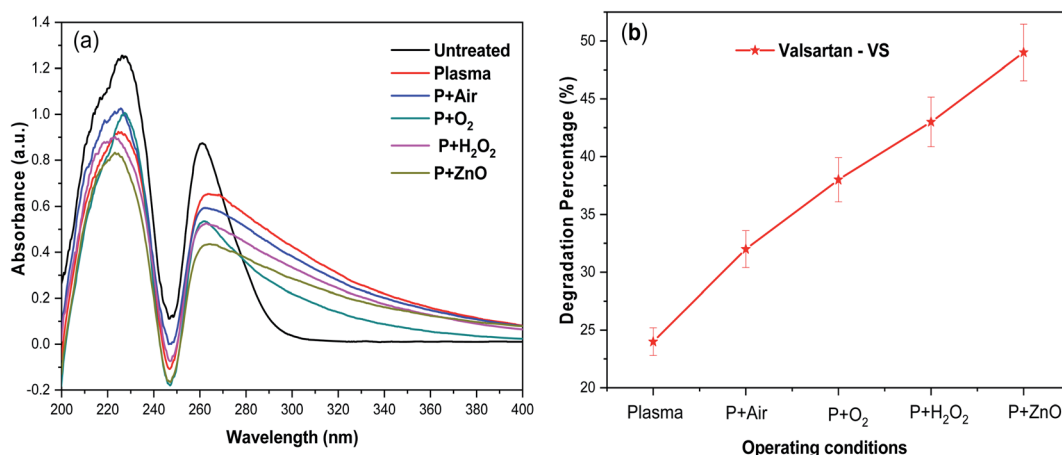 (a)
Untreated
Plasma
P+Air
P+O₂
P+H₂O₂
P+ZnO
Absorbance (a.u.)
1.4
1.2
1.0
0.8
0.6
0.4
0.2
0.0
-0.2
200 220 240 260 280 300 320 340 360 380 400
Wavelength (nm)
(b)
Valsartan - VS
Degradation Percentage (%)
50
45
40
35
30
25
20
Plasma P+Air P+O₂ P+H₂O₂ P+ZnO
Operating conditions